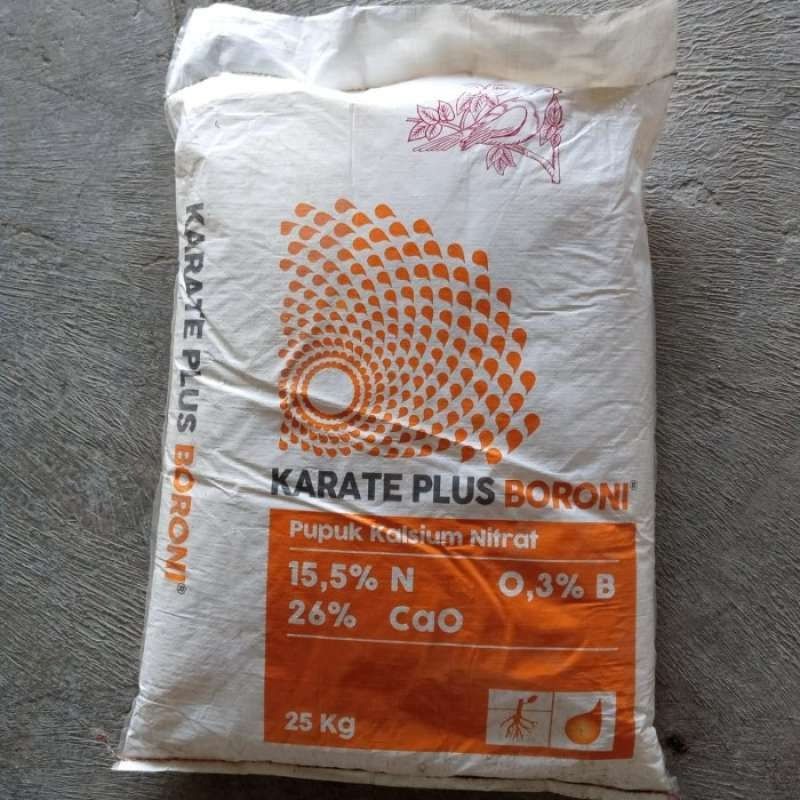 KARATE PLUS BORONI®
KARATE PLUS BORONI®
Pupuk Kalsium Nitrat
15,5% N 0,3% B
26% CaO
25 Kg